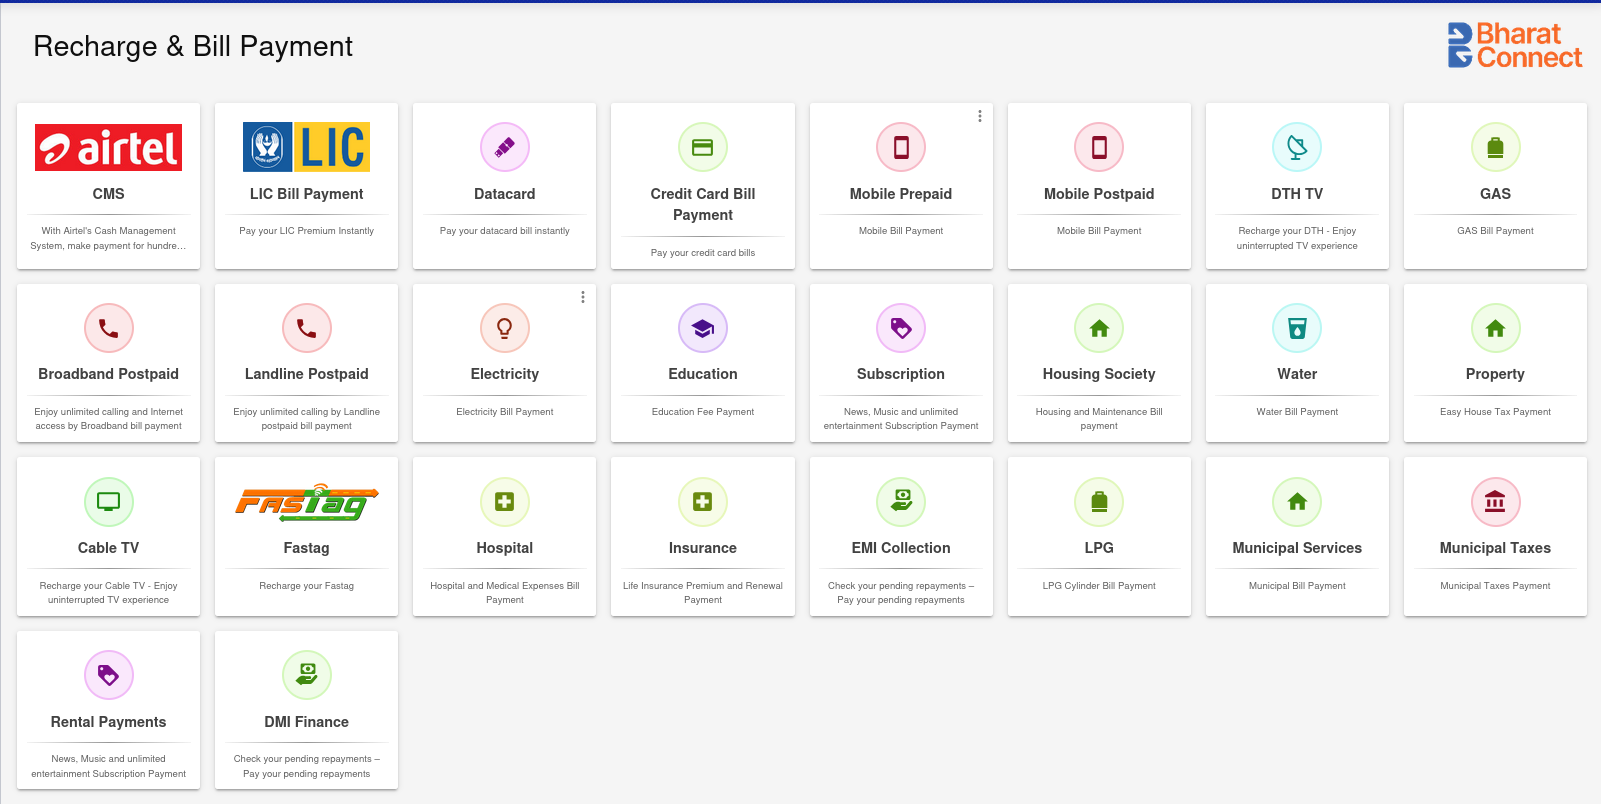 Recharge & Bill Payment
Bharat
Connect
airtel
CMS
With Airtel's Cash Management
System, make payment for hundre...
LIC
LIC Bill Payment
Pay your LIC Premium Instantly
Datacard
Pay your datacard bill instantly
Credit Card Bill
Payment
Pay your credit card bills
Mobile Prepaid
Mobile Bill Payment
Mobile Postpaid
Mobile Bill Payment
DTH TV
Recharge your DTH - Enjoy
uninterrupted TV experience
GAS
GAS Bill Payment
Broadband Postpaid
Enjoy unlimited calling and Internet
access by Broadband bill payment
Landline Postpaid
Enjoy unlimited calling by Landline
postpaid bill payment
Electricity
Electricity Bill Payment
Education
Education Fee Payment
Subscription
News, Music and unlimited
entertainment Subscription Payment
Housing Society
Housing and Maintenance Bill
payment
Water
Water Bill Payment
Property
Easy House Tax Payment
Cable TV
Recharge your Cable TV - Enjoy
uninterrupted TV experience
FASTag
Fastag
Recharge your Fastag
Hospital
Hospital and Medical Expenses Bill
Payment
Insurance
Life Insurance Premium and Renewal
Payment
EMI Collection
Check your pending repayments –
Pay your pending repayments
LPG
LPG Cylinder Bill Payment
Municipal Services
Municipal Bill Payment
Municipal Taxes
Municipal Taxes Payment
Rental Payments
News, Music and unlimited
entertainment Subscription Payment
DMI Finance
Check your pending repayments –
Pay your pending repayments